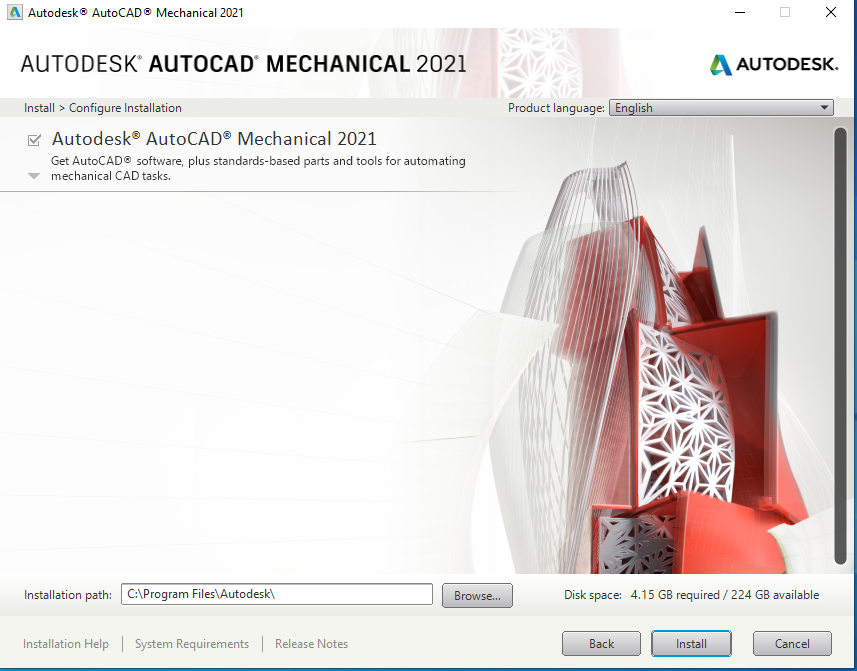 Autodesk® AutoCAD® Mechanical 2021
AUTODESK® AUTOCAD® MECHANICAL 2021
AUTODESK.
Install > Configure Installation
Product language: English
Autodesk® AutoCAD® Mechanical 2021
Get AutoCAD® software, plus standards-based parts and tools for automating
mechanical CAD tasks.
Installation path: C:\Program Files\Autodesk\ Browse... Disk space: 4.15 GB required / 224 GB available
Installation Help System Requirements Release Notes Back Install Cancel